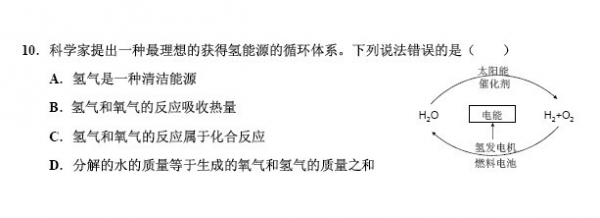 10. 科学家提出一种最理想的获得氢能源的循环体系。下列说法错误的是（　　）
A．氢气是一种清洁能源
B．氢气和氧气的反应吸收热量
C．氢气和氧气的反应属于化合反应
D．分解的水的质量等于生成的氧气和氢气的质量之和
太阳能
催化剂
H₂O 电能 H₂+O₂
氢发电机
燃料电池